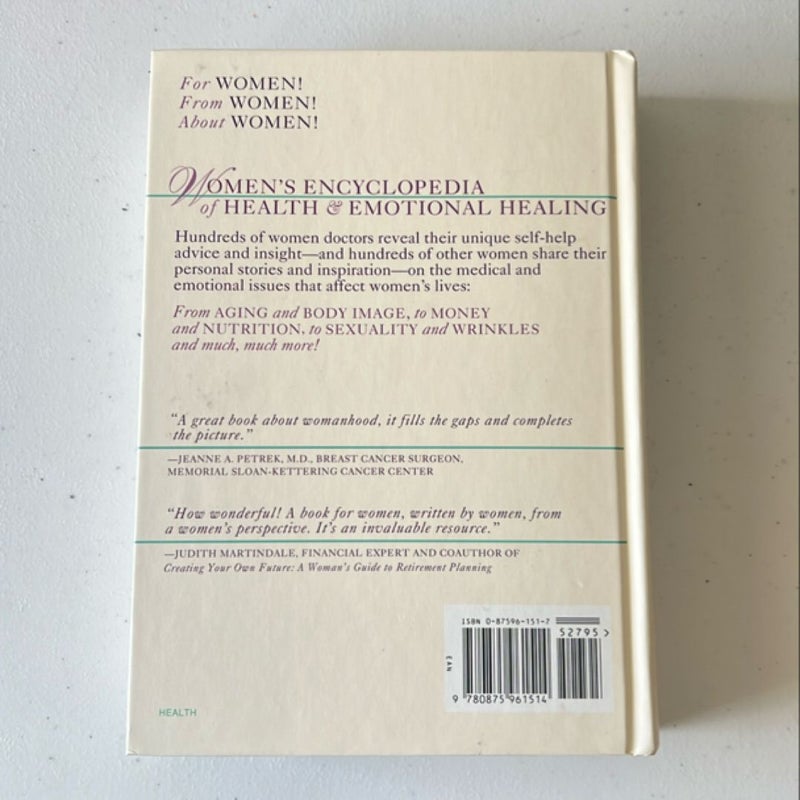 For WOMEN!
From WOMEN!
About WOMEN!
WOMEN'S ENCYCLOPEDIA
of HEALTH & EMOTIONAL HEALING
Hundreds of women doctors reveal their unique self-help
advice and insight—and hundreds of other women share their
personal stories and inspiration—on the medical and
emotional issues that affect women's lives:
From AGING and BODY IMAGE, to MONEY
and NUTRITION, to SEXUALITY and WRINKLES
and much, much more!
"A great book about womanhood, it fills the gaps and completes
the picture."
—JEANNE A. PETREK, M.D., BREAST CANCER SURGEON,
MEMORIAL SLOAN-KETTERING CANCER CENTER
"How wonderful! A book for women, written by women, from
a women's perspective. It's an invaluable resource."
—JUDITH MARTINDALE, FINANCIAL EXPERT AND COAUTHOR OF
Creating Your Own Future: A Woman's Guide to Retirement Planning
ISBN 0-87596-151-7
52795 >
EAN
9 780875 961514
HEALTH